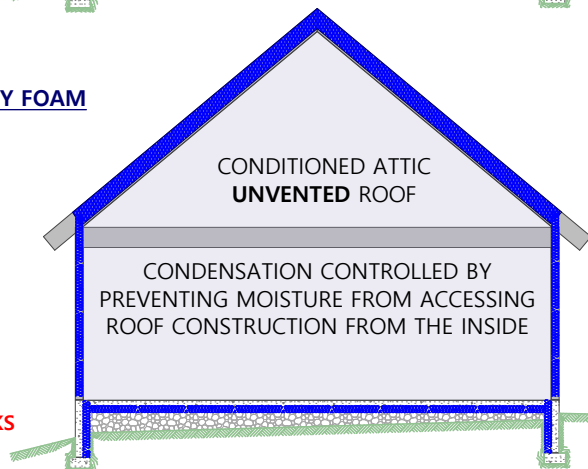 Y FOAM
CONDITIONED ATTIC
UNVENTED ROOF
CONDENSATION CONTROLLED BY
PREVENTING MOISTURE FROM ACCESSING
ROOF CONSTRUCTION FROM THE INSIDE
KS